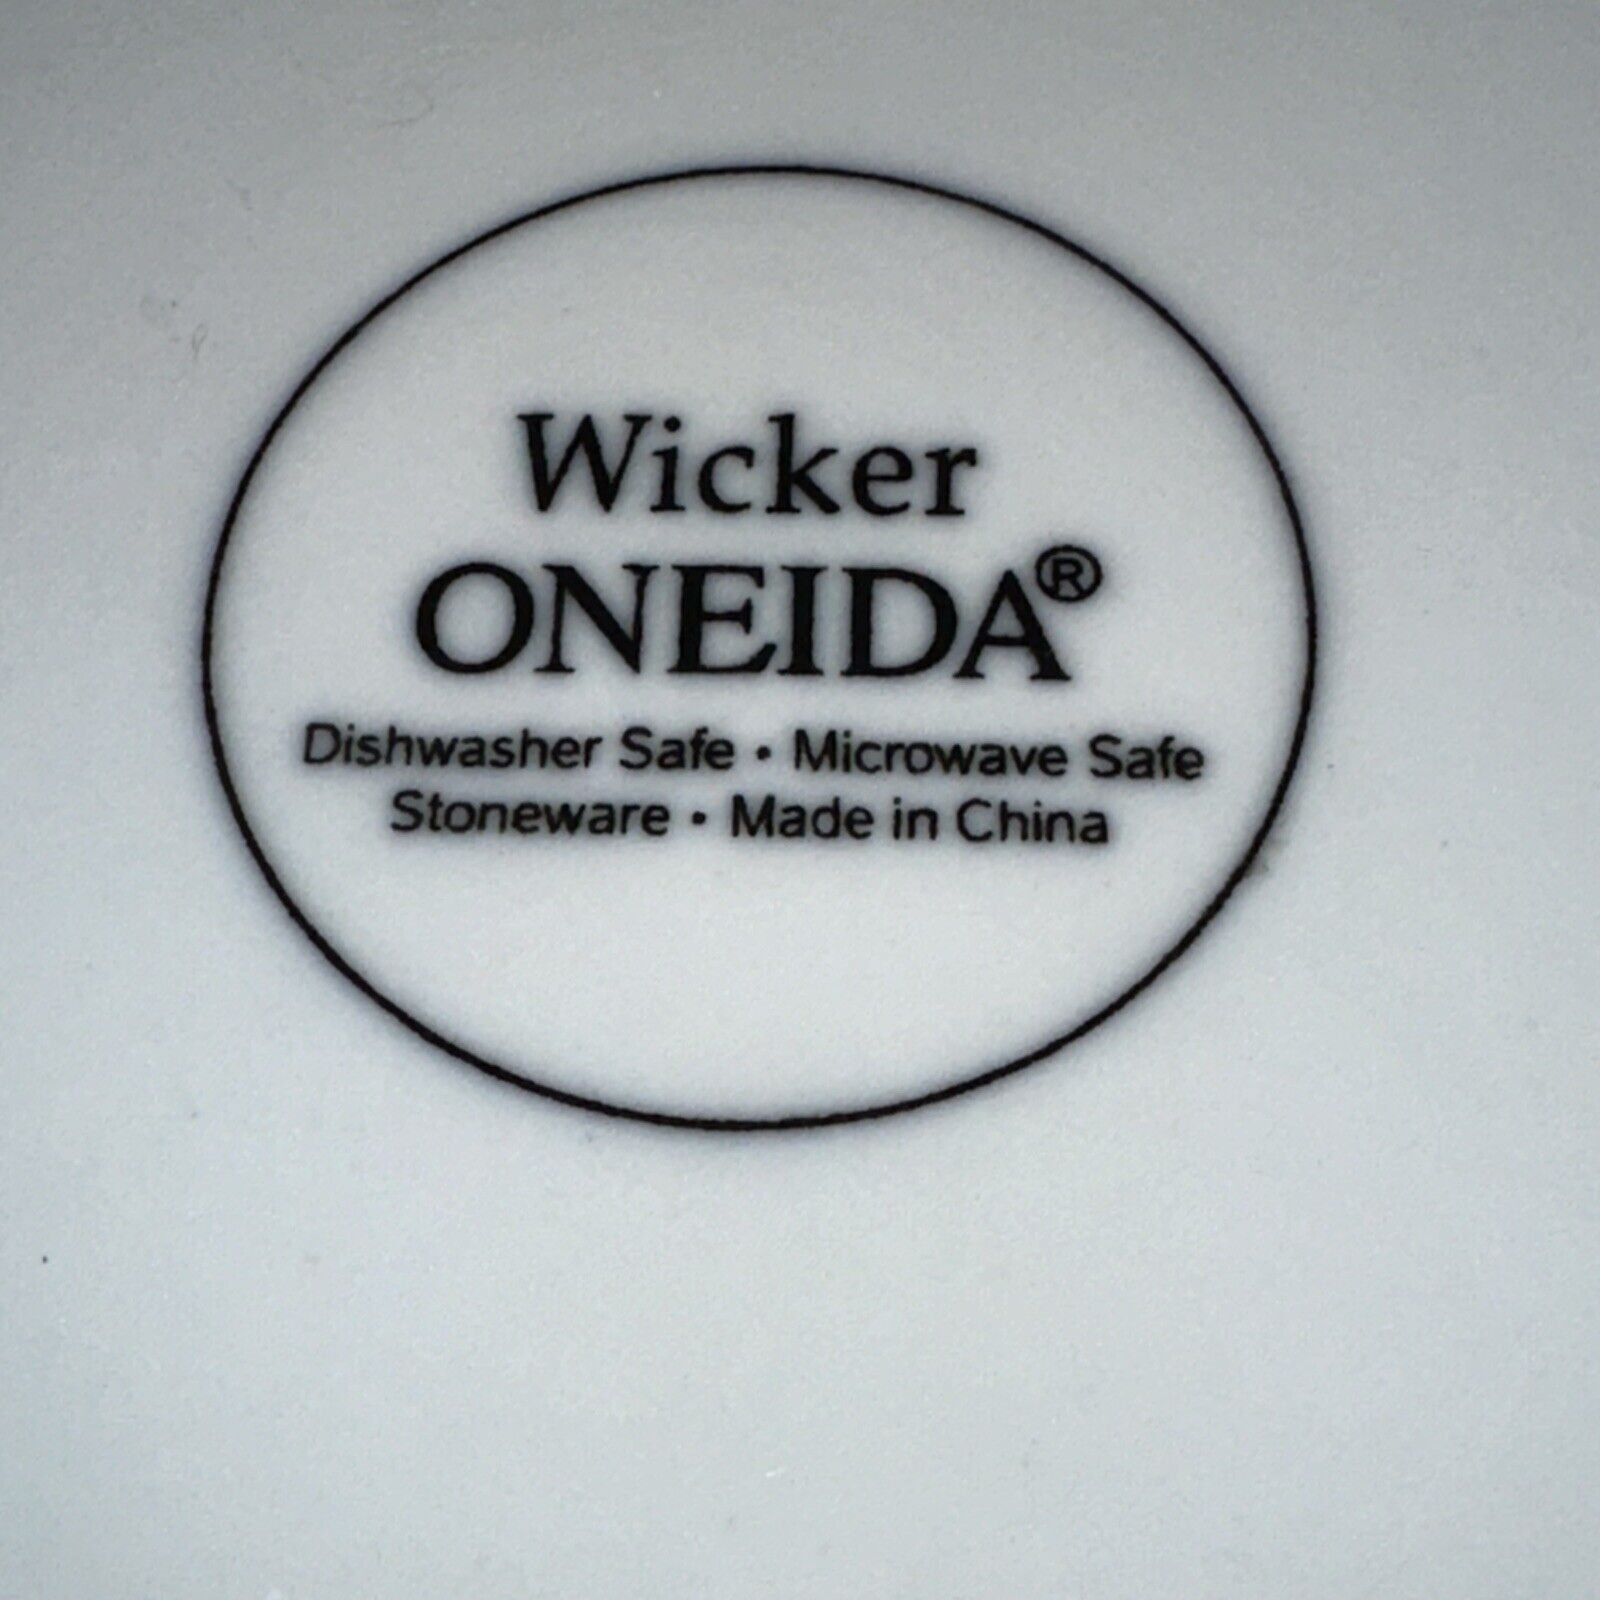 Wicker
ONEIDA®
Dishwasher Safe • Microwave Safe
Stoneware • Made in China